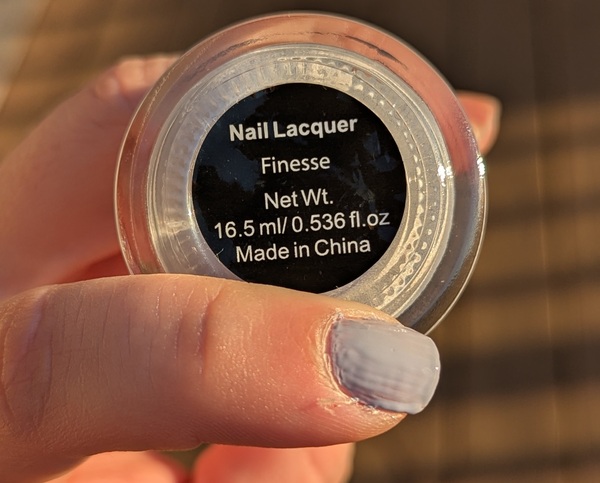 Nail Lacquer
Finesse
Net Wt.
16.5 ml/ 0.536 fl.oz
Made in China